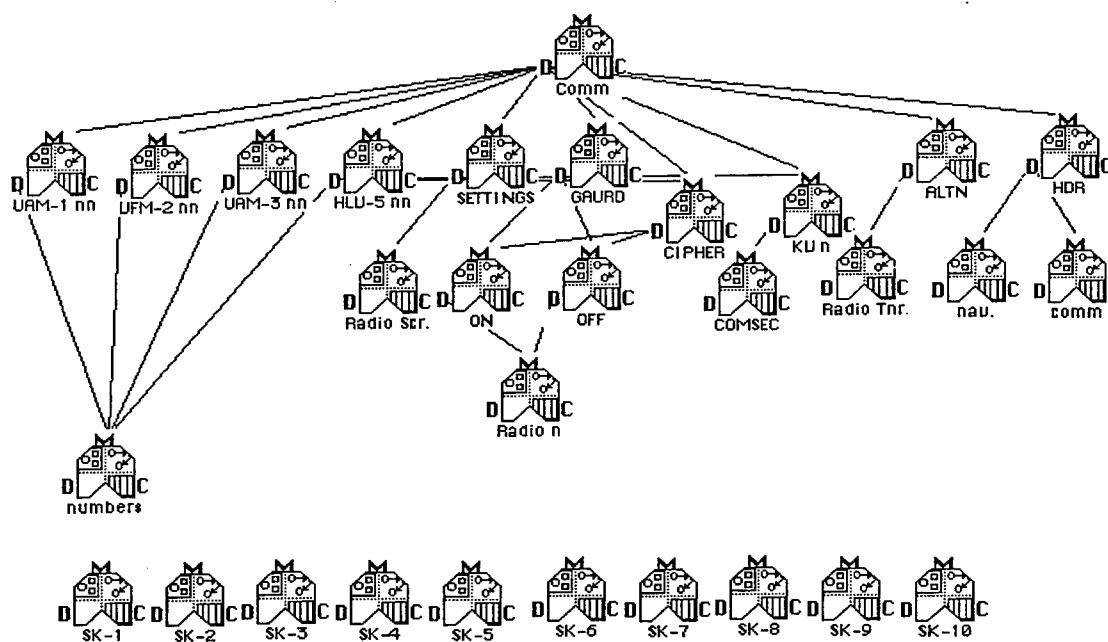 M
D C
Comm
M
D C
UAM-1 nn
M
D C
UFM-2 nn
M
D C
UAM-3 nn
M
D C
HLU-5 nn
M
D C
SETTINGS
M
D C
GAURD
M
D C
CIPHER
M
D C
KU n
M
D C
ALTN
M
D C
HDR
M
D C
Radio Scr.
M
D C
ON
M
D C
OFF
M
D C
COMSEC
M
D C
Radio Tnr.
M
D C
nav.
M
D C
comm
M
D C
Radio n
M
D C
numbers
M
D C
SK-1
M
D C
SK-2
M
D C
SK-3
M
D C
SK-4
M
D C
SK-5
M
D C
SK-6
M
D C
SK-7
M
D C
SK-8
M
D C
SK-9
M
D C
SK-10